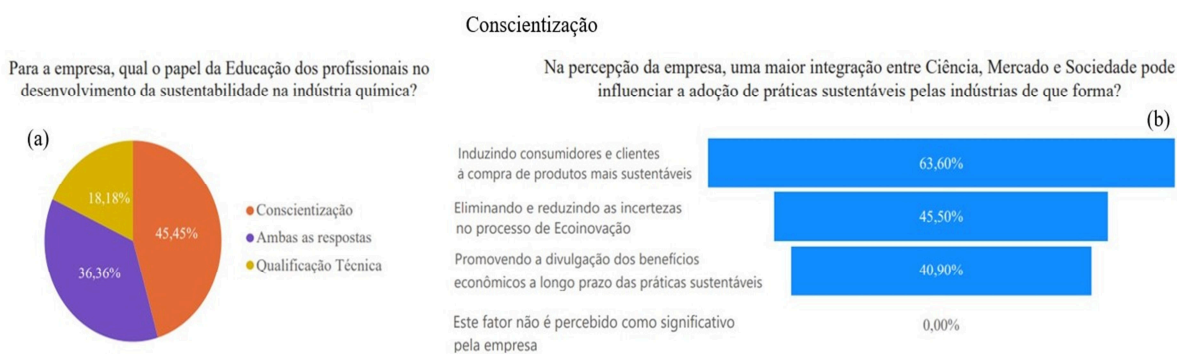 Conscientização
Para a empresa, qual o papel da Educação dos profissionais no
desenvolvimento da sustentabilidade na indústria química?
(a)
18,18%
45,45%
36,36%
Conscientização
Ambas as respostas
Qualificação Técnica
Na percepção da empresa, uma maior integração entre Ciência, Mercado e Sociedade pode
influenciar a adoção de práticas sustentáveis pelas indústrias de que forma?
(b)
Induzindo consumidores e clientes
à compra de produtos mais sustentáveis
63,60%
Eliminando e reduzindo as incertezas
no processo de Ecoinovação
45,50%
Promovendo a divulgação dos benefícios
econômicos a longo prazo das práticas sustentáveis
40,90%
Este fator não é percebido como significativo
pela empresa
0,00%